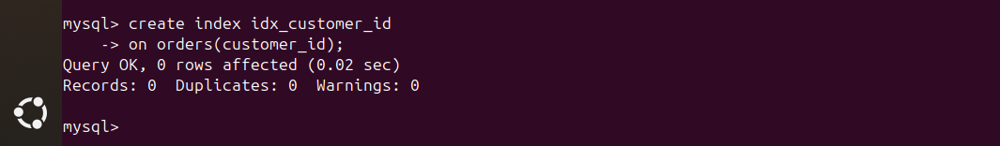 mysql> create index idx_customer_id
    -> on orders(customer_id);
Query OK, 0 rows affected (0.02 sec)
Records: 0  Duplicates: 0  Warnings: 0
mysql>